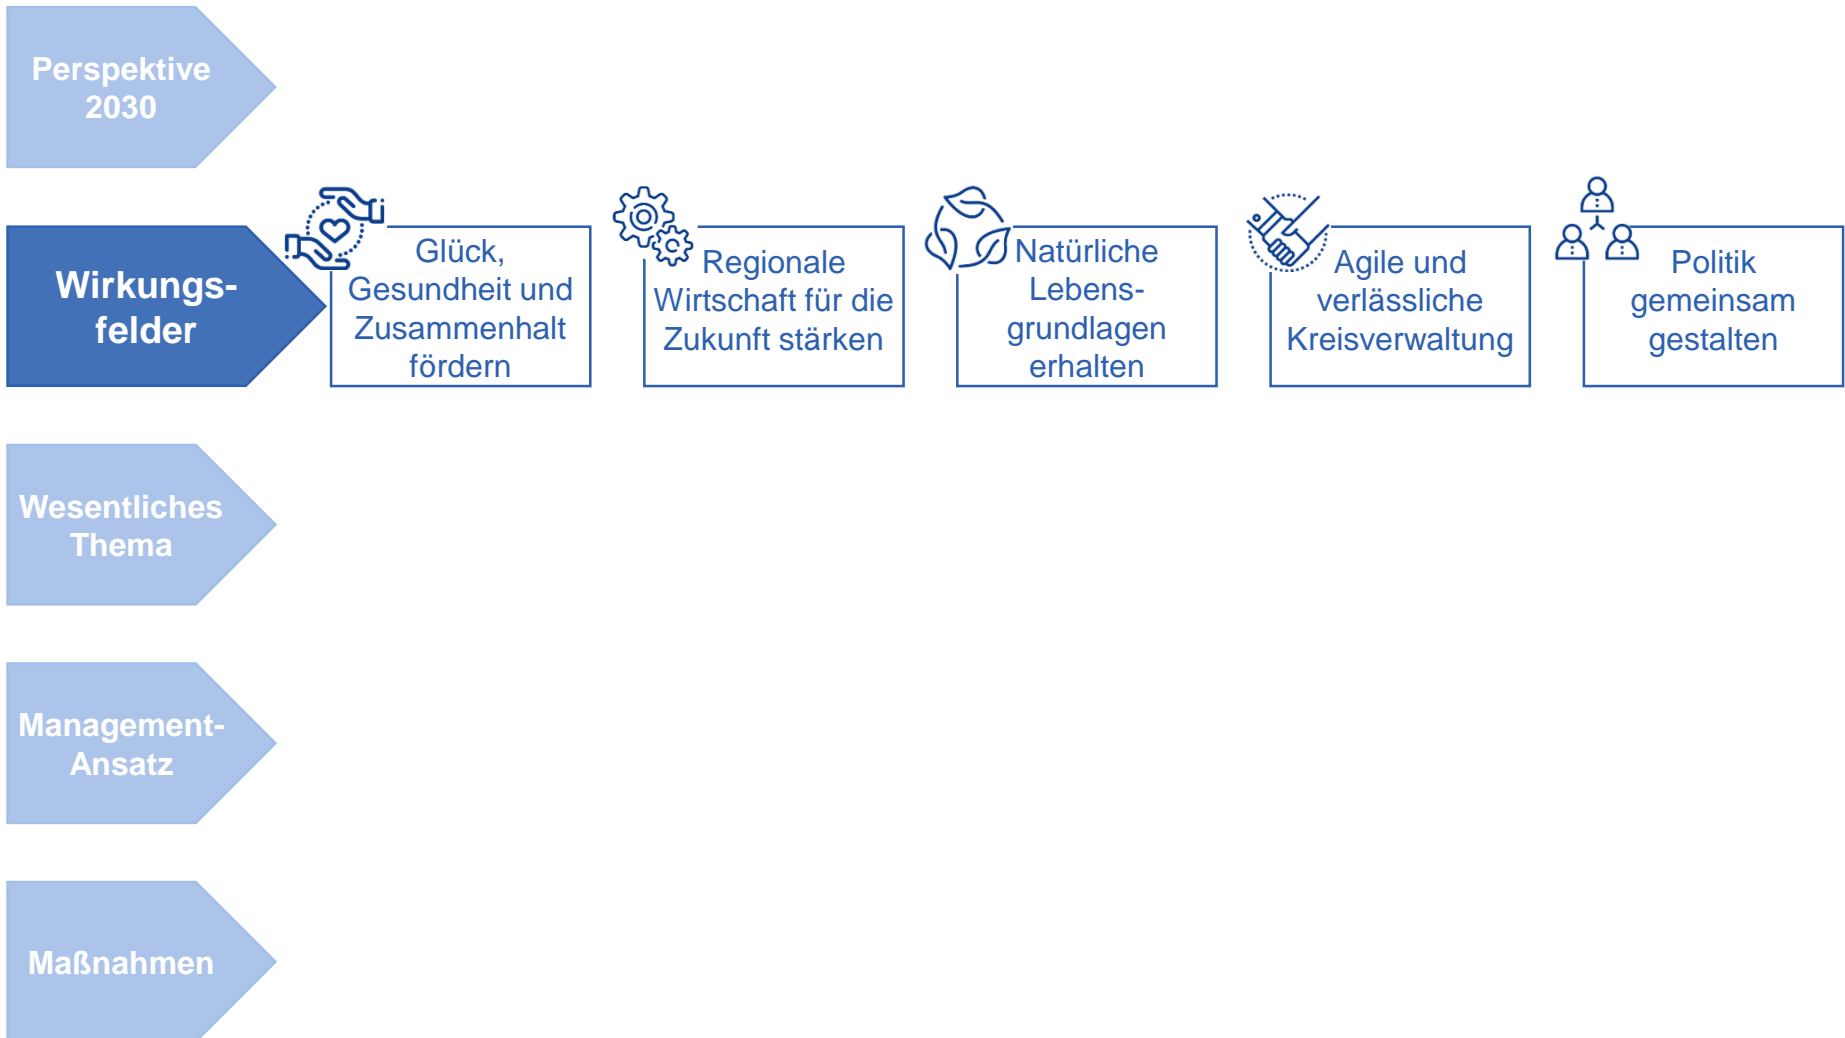 Perspektive
2030
Wirkungs-
felder
Glück,
Gesundheit und
Zusammenhalt
fördern
Regionale
Wirtschaft für die
Zukunft stärken
Natürliche
Lebens-
grundlagen
erhalten
Agile und
verlässliche
Kreisverwaltung
Politik
gemeinsam
gestalten
Wesentliches
Thema
Management-
Ansatz
Maßnahmen